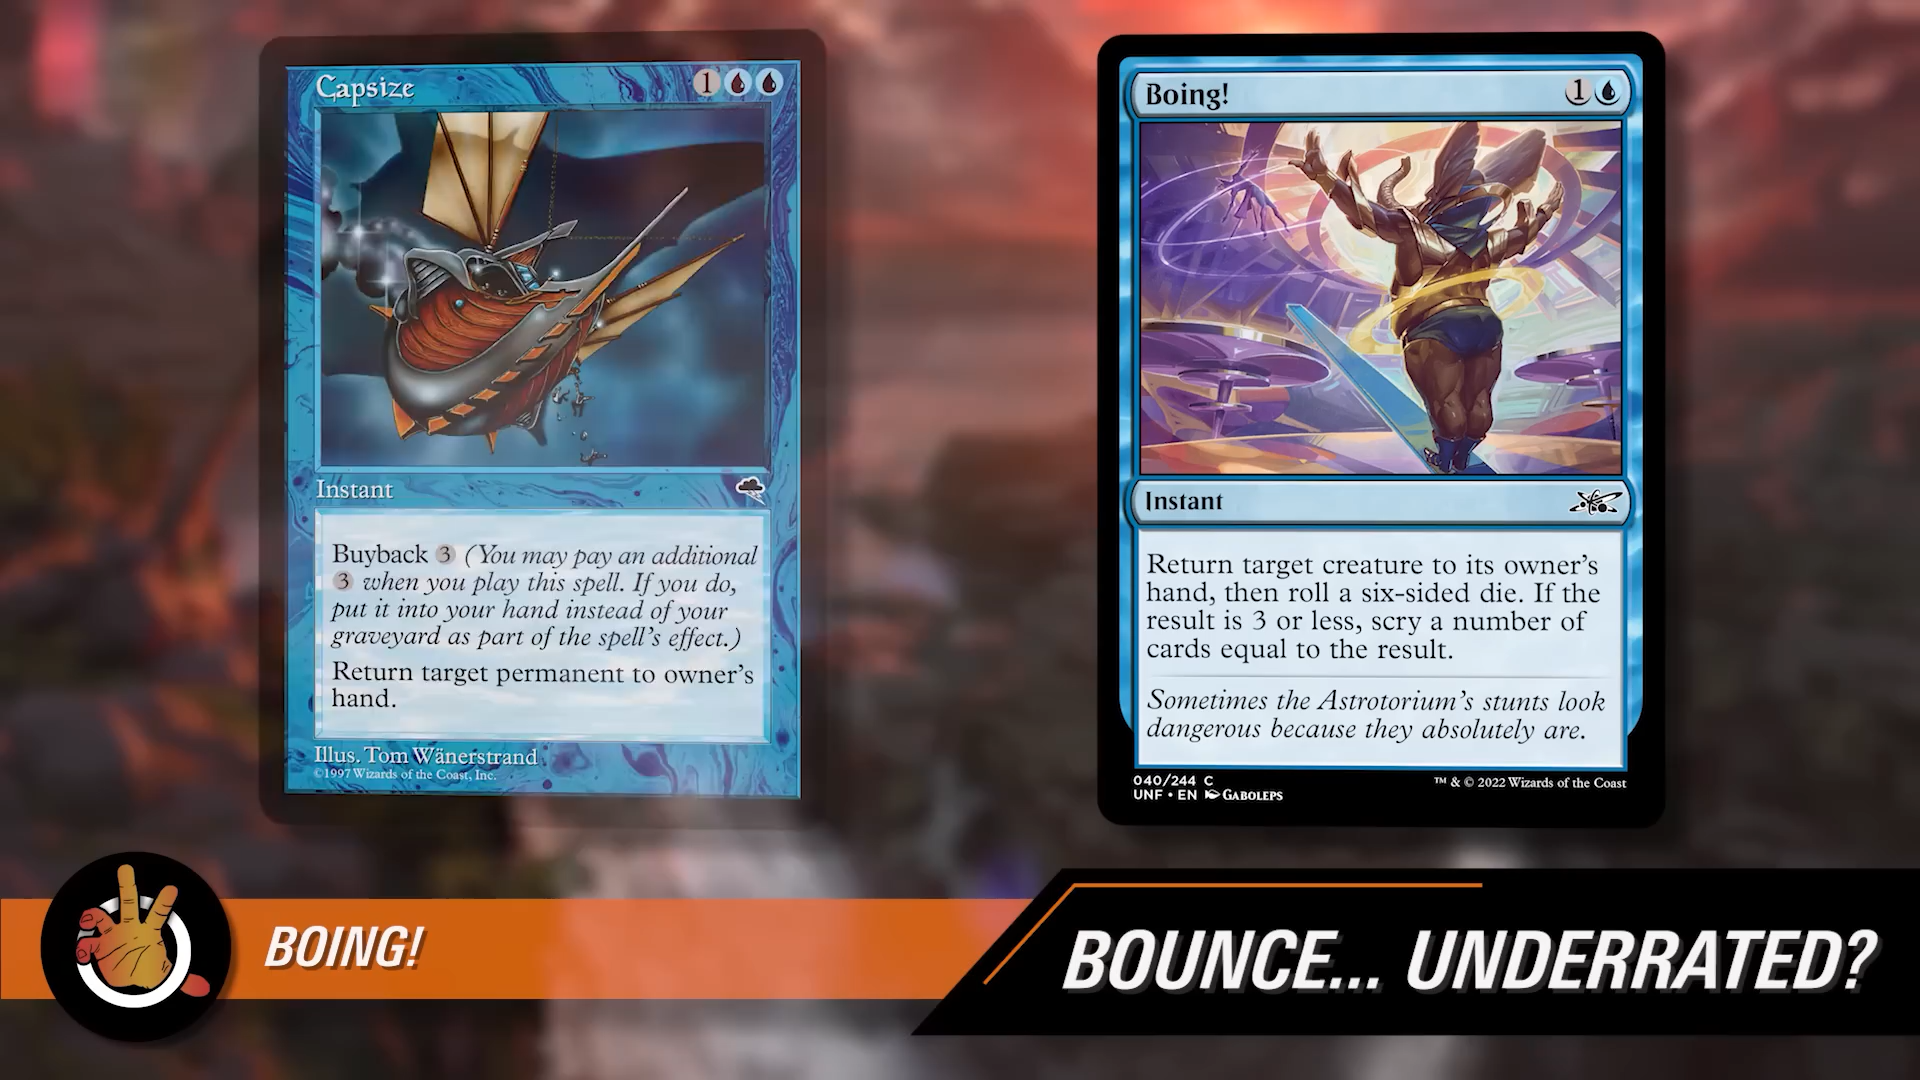 Capsize
1
Instant
Buyback 3 (You may pay an additional
3 when you play this spell. If you do,
put it into your hand instead of your
graveyard as part of the spell's effect.)
Return target permanent to owner's
hand.
Illus. Tom Wänerstrand
©1997 Wizards of the Coast, Inc.
Boing!
1
Instant
Return target creature to its owner's
hand, then roll a six-sided die. If the
result is 3 or less, scry a number of
cards equal to the result.
Sometimes the Astrotorium's stunts look
dangerous because they absolutely are.
040/244 C
UNF • EN GABOLEPS
™ & © 2022 Wizards of the Coast
BOING!
BOUNCE... UNDERRATED?